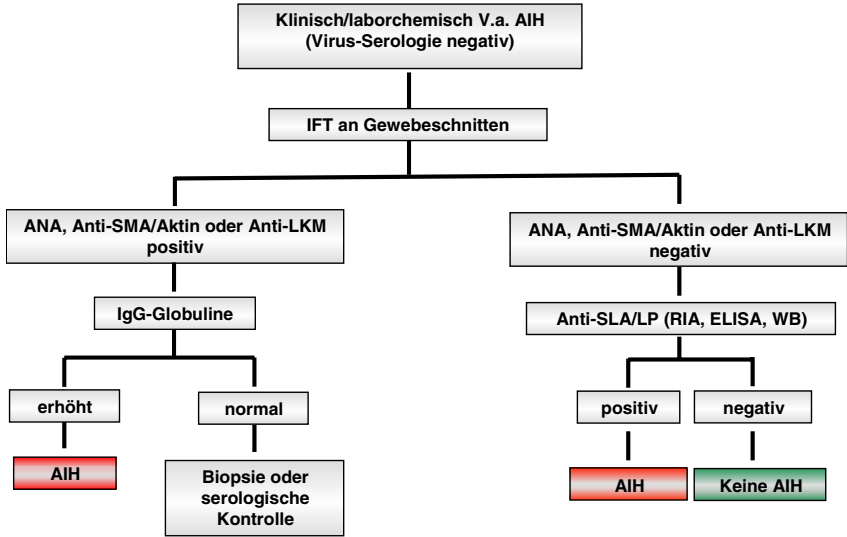 Klinisch/laborchemisch V.a. AIH
(Virus-Serologie negativ)
IFT an Gewebeschnitten
ANA, Anti-SMA/Aktin oder Anti-LKM
positiv
IgG-Globuline
erhöht
normal
AIH
Biopsie oder
serologische
Kontrolle
ANA, Anti-SMA/Aktin oder Anti-LKM
negativ
Anti-SLA/LP (RIA, ELISA, WB)
positiv
negativ
AIH
Keine AIH